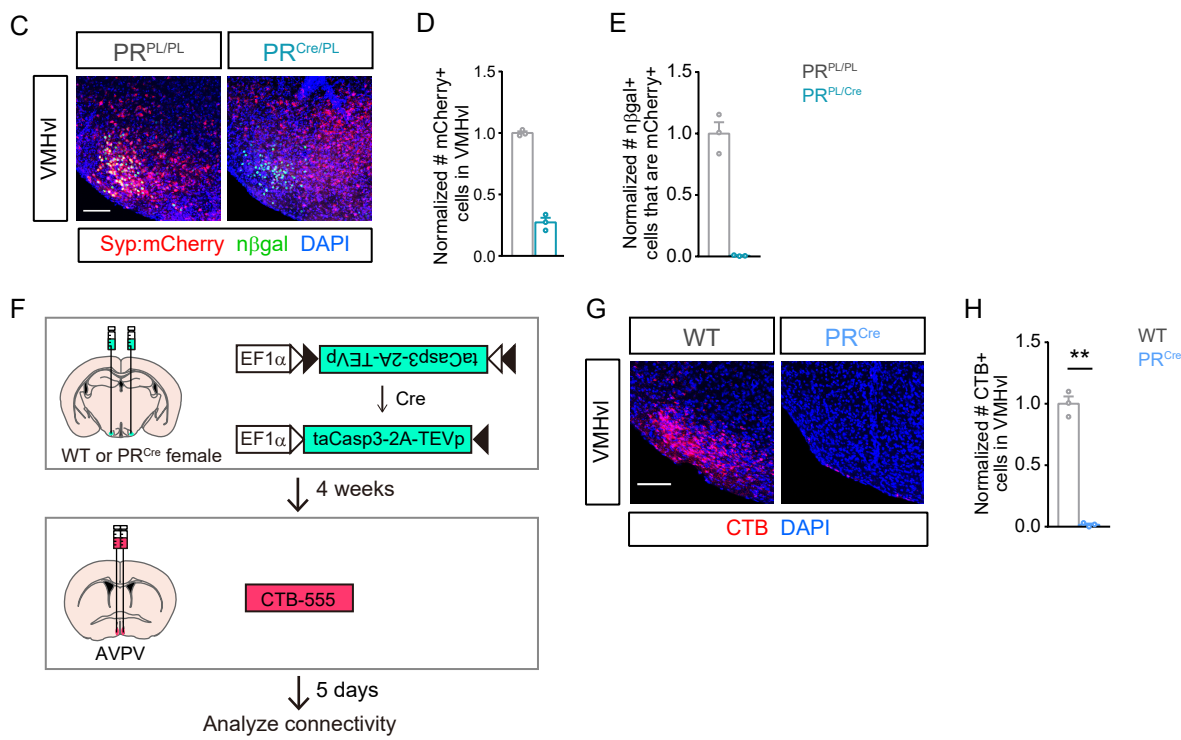 C
PR^PL/PL
PR^Cre/PL
VMHvl
Syp:mCherry nβgal DAPI
D
Normalized # mCherry+
cells in VMHvl
1.5
1.0
0.5
0.0
E
Normalized # nβgal+
cells that are mCherry+
1.5
1.0
0.5
0.0
PR^PL/PL
PR^PL/Cre
F
WT or PR^Cre female
EF1α
taCasp3-2A-TEVp
Cre
EF1α
taCasp3-2A-TEVp
4 weeks
AVPV
CTB-555
5 days
Analyze connectivity
G
WT
PR^Cre
VMHvl
CTB DAPI
H
Normalized # CTB+
cells in VMHvl
1.5
1.0
0.5
0.0
**
WT
PR^Cre